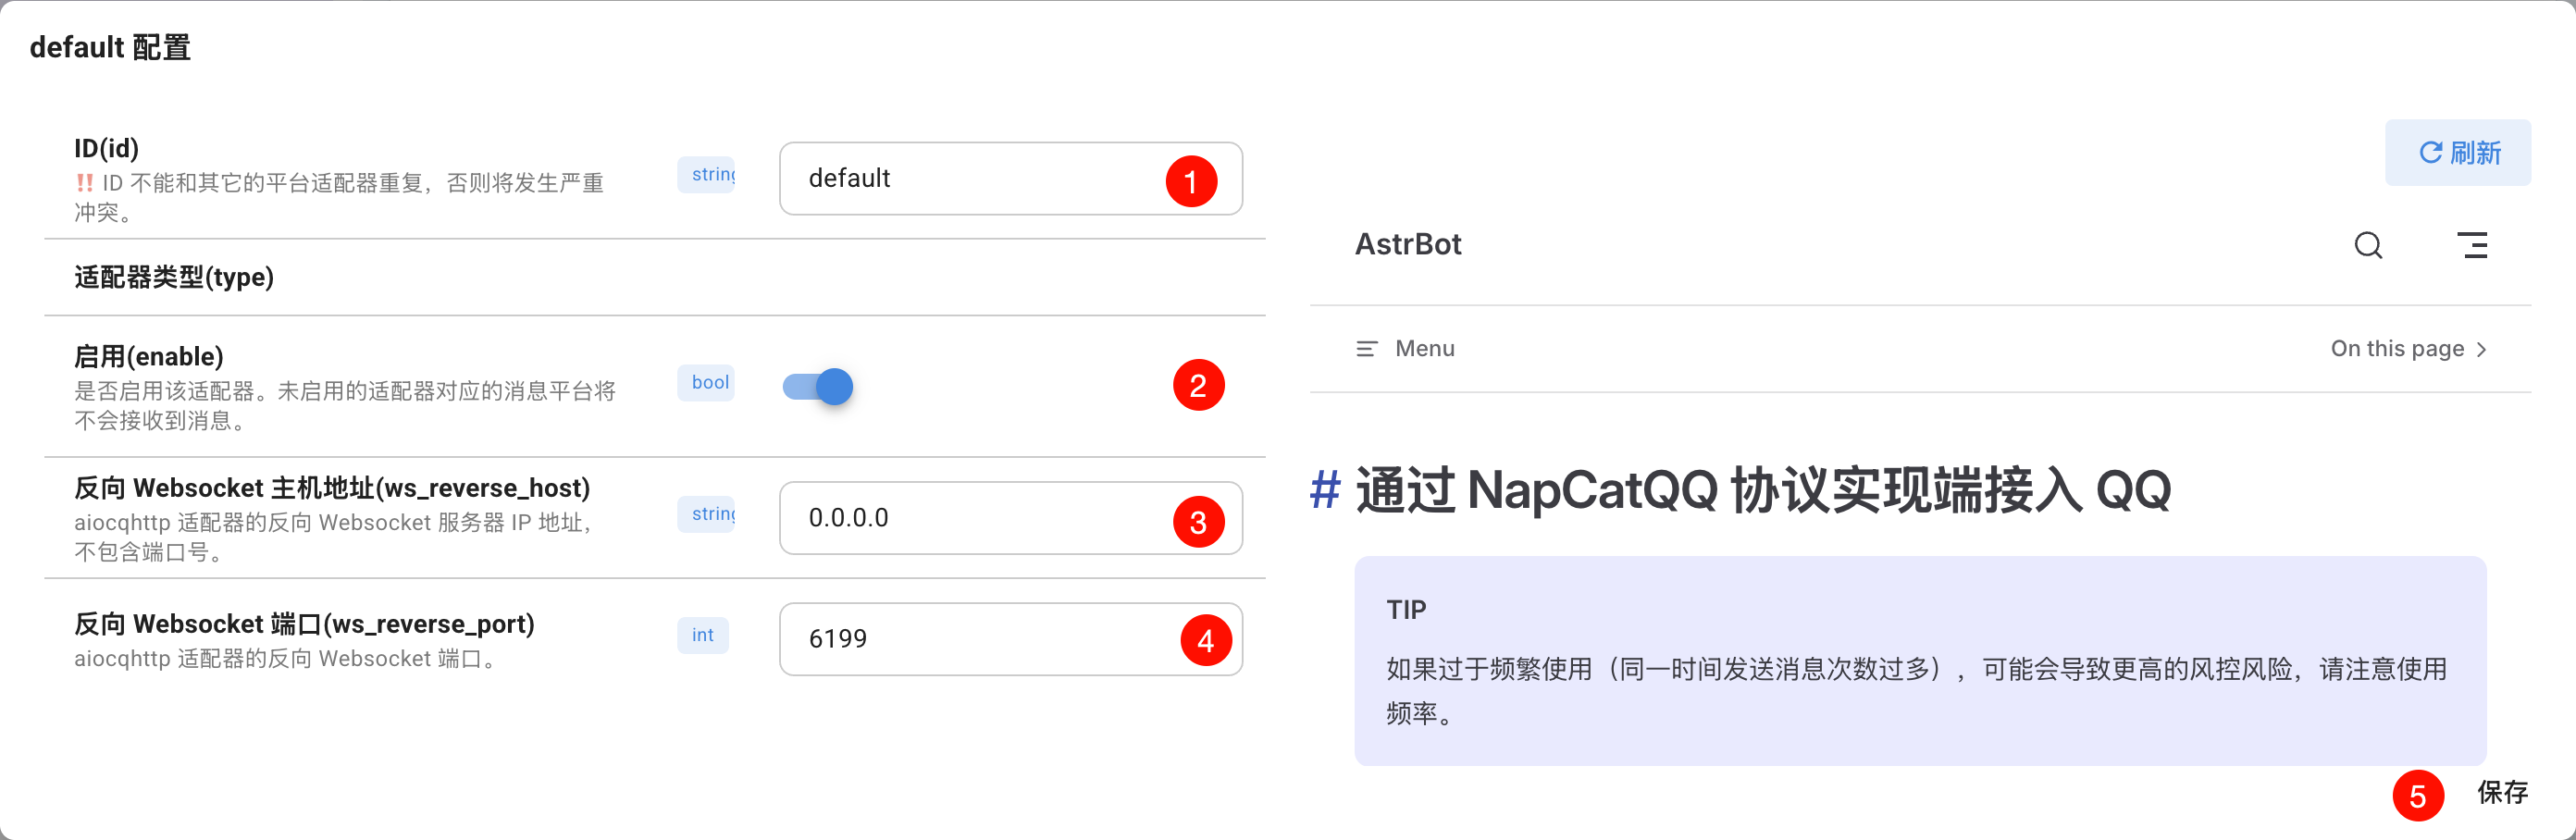 default 配置
ID(id)
‼️ ID 不能和其它的平台适配器重复，否则将发生严重
冲突。
string
default
1
适配器类型(type)
启用(enable)
是否启用该适配器。未启用的适配器对应的消息平台将
不会接收到消息。
bool
2
反向 Websocket 主机地址(ws_reverse_host)
aiocqhttp 适配器的反向 Websocket 服务器 IP 地址，
不包含端口号。
string
0.0.0.0
3
反向 Websocket 端口(ws_reverse_port)
aiocqhttp 适配器的反向 Websocket 端口。
int
6199
4
刷新
AstrBot
Menu
On this page
# 通过 NapCatQQ 协议实现端接入 QQ
TIP
如果过于频繁使用（同一时间发送消息次数过多），可能会导致更高的风控风险，请注意使用
频率。
5
保存